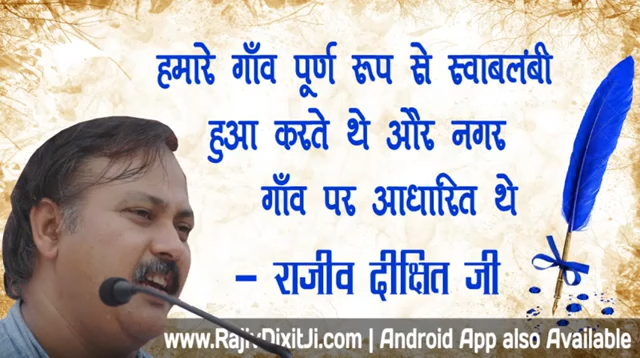 हमारे गाँव पूर्ण रूप से स्वाबलंबी
हुआ करते थे और नगर
गाँव पर आधारित थे
- राजीव दीक्षित जी
www.RajivDixitJi.com | Android App also Available